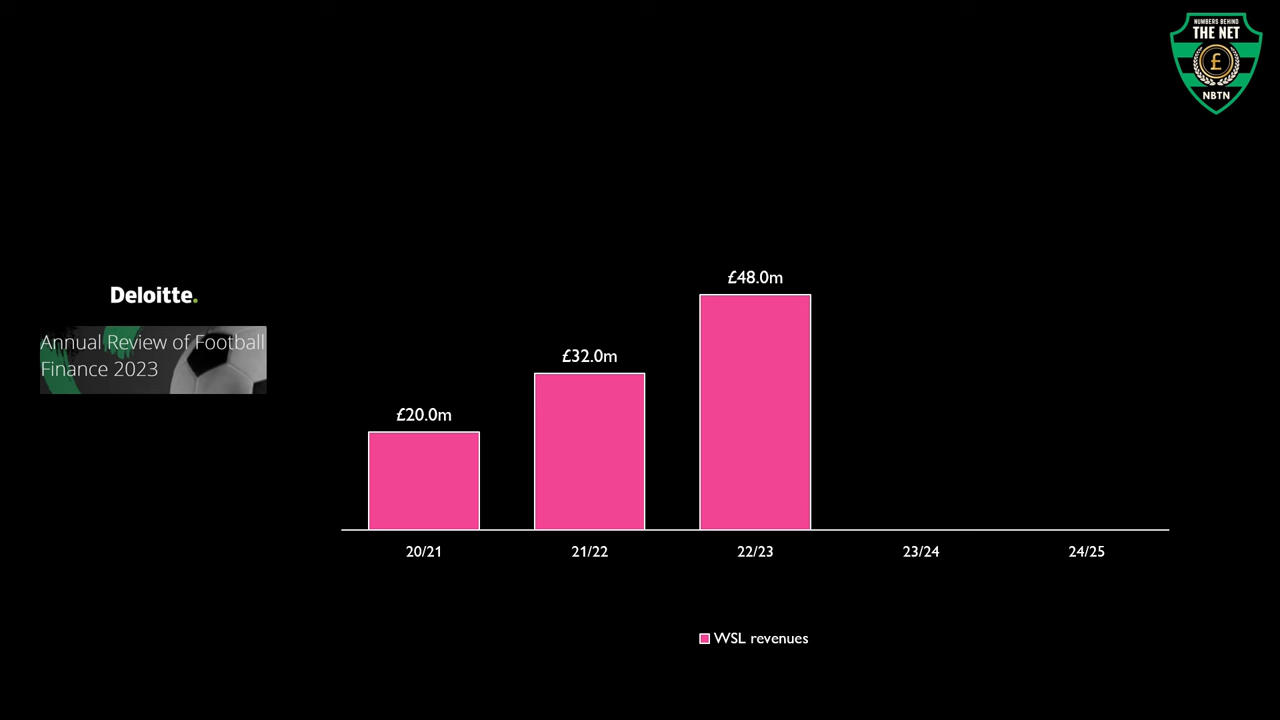 NUMBERS BEHIND
THE NET
£
NBTN
Deloitte.
Annual Review of Football
Finance 2023
£48.0m
£32.0m
£20.0m
20/21
21/22
22/23
23/24
24/25
WSL revenues